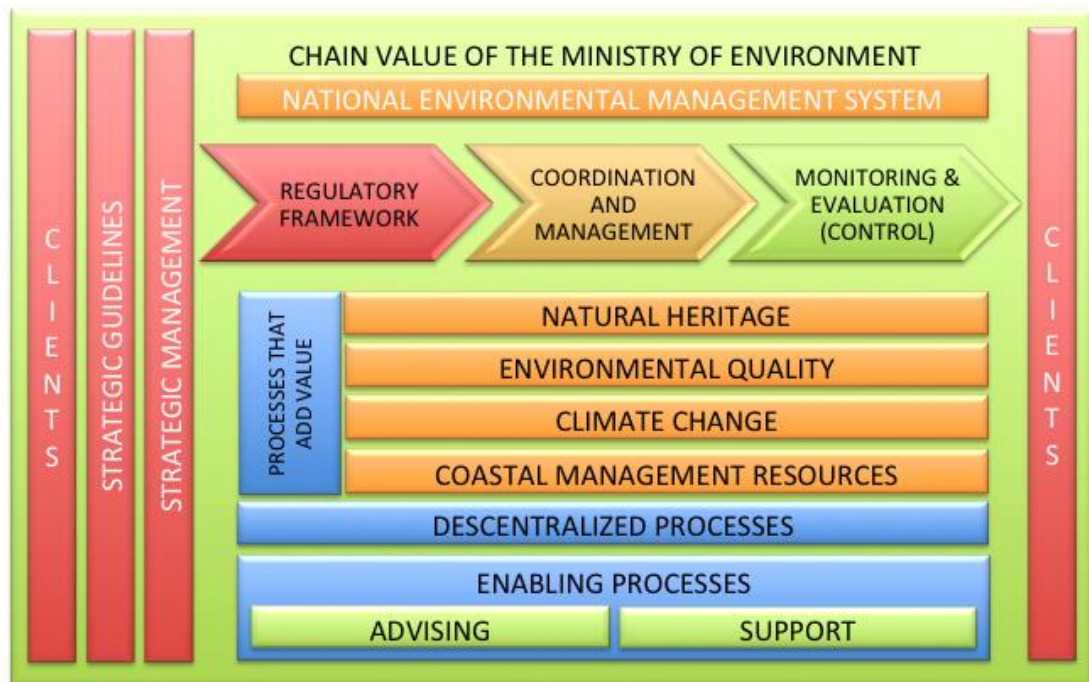 CLIENTS
STRATEGIC GUIDELINES
STRATEGIC MANAGEMENT
CHAIN VALUE OF THE MINISTRY OF ENVIRONMENT
NATIONAL ENVIRONMENTAL MANAGEMENT SYSTEM
REGULATORY
FRAMEWORK
COORDINATION
AND
MANAGEMENT
MONITORING &
EVALUATION
(CONTROL)
PROCESSES THAT
ADD VALUE
NATURAL HERITAGE
ENVIRONMENTAL QUALITY
CLIMATE CHANGE
COASTAL MANAGEMENT RESOURCES
DESCENTRALIZED PROCESSES
ENABLING PROCESSES
ADVISING
SUPPORT
CLIENTS